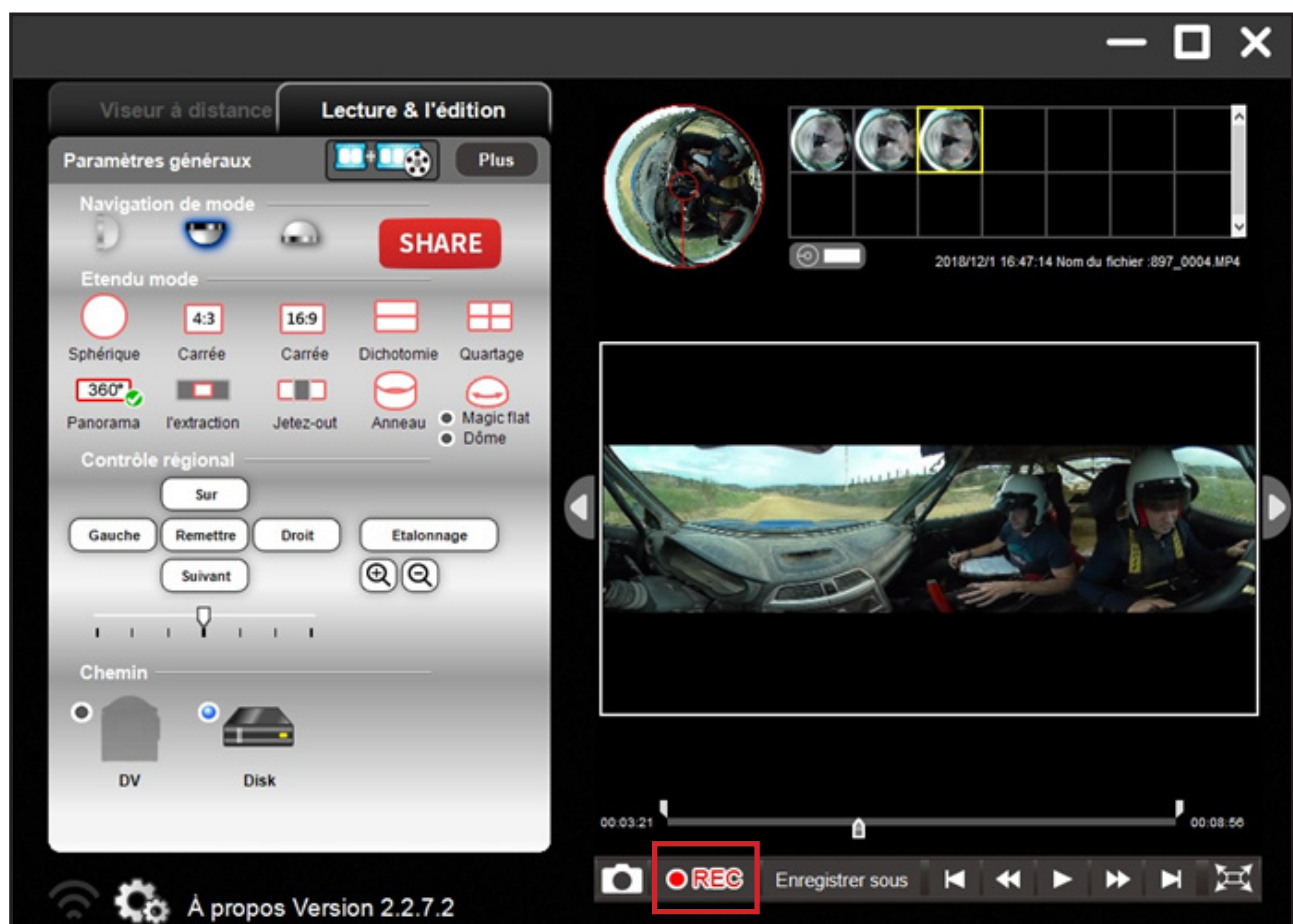 Viseur à distance
Lecture & l'édition
Paramètres généraux
Plus
Navigation de mode
SHARE
Etendu mode
4:3
16:9
Sphérique
Carrée
Carrée
Dichotomie
Quartage
360°
Panorama
l'extraction
Jetez-out
Anneau
Magic flat
Dôme
Contrôle régional
Sur
Gauche
Remettre
Droit
Etalonnage
Suivant
Chemin
DV
Disk
À propos Version 2.2.7.2
2018/12/1 16:47:14 Nom du fichier :897_0004.MP4
00:03:21
00:08:56
REC
Enregistrer sous